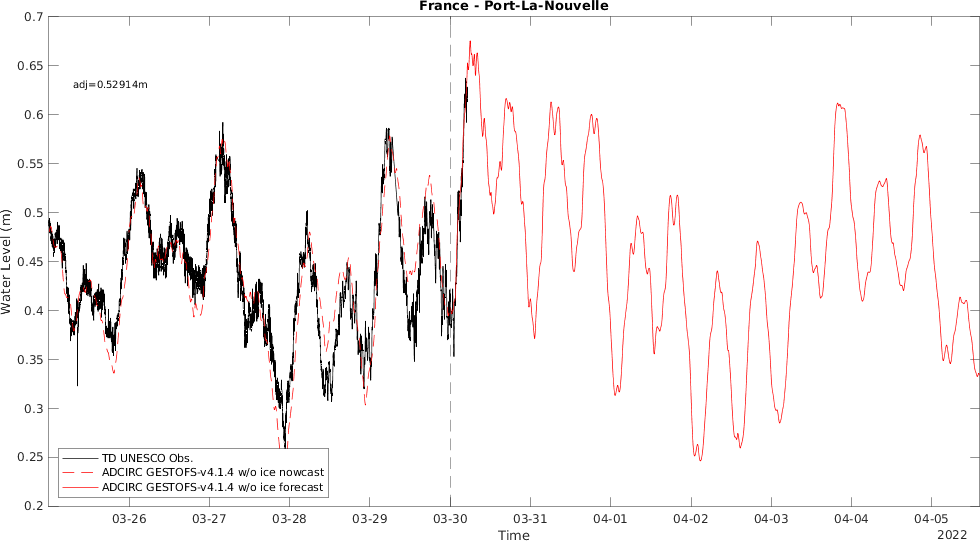 France - Port-La-Nouvelle
0.7
0.65
0.6
0.55
0.5
0.45
0.4
0.35
0.3
0.25
0.2
Water Level (m)
adj=0.52914m
TD UNESCO Obs.
ADCIRC GESTOFS-v4.1.4 w/o ice nowcast
ADCIRC GESTOFS-v4.1.4 w/o ice forecast
03-26 03-27 03-28 03-29 03-30 03-31 04-01 04-02 04-03 04-04 04-05
Time
2022